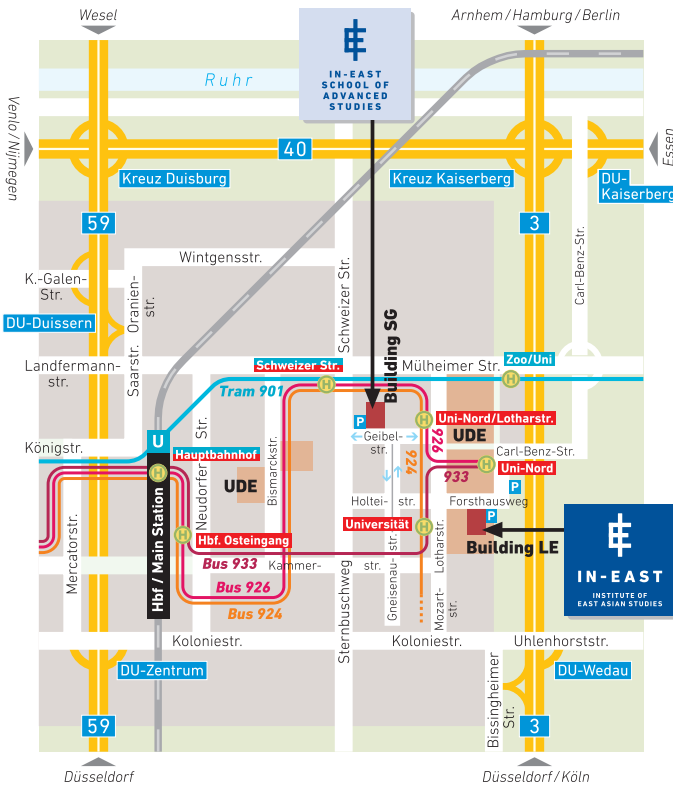 Wesel
Arnhem / Hamburg / Berlin
IN-EAST
SCHOOL OF
ADVANCED
STUDIES
Ruhr
Venlo / Nijmegen
Essen
40
Kreuz Duisburg
Kreuz Kaiserberg
DU-
Kaiserberg
59
3
Wintgensstr.
Schweizer Str.
Carl-Benz-Str.
K.-Galen-
Str.
Oranien-
str.
DU-Duissern
Saarstr.
Building SG
Landfermann-
str.
Schweizer Str.
Mülheimer Str.
Zoo/Uni
H
H
Tram 901
P
H
Uni-Nord/Lotharstr.
926
UDE
U
Königstr.
Hauptbahnhof
H
Neudorfer Str.
Bismarckstr.
Geibel-
str.
924
Carl-Benz-Str.
H
Uni-Nord
933
UDE
P
Holtei- str.
Forsthausweg
Hbf / Main Station
H
Hbf. Osteingang
Universität
H
P
Building LE
Mercatorstr.
Bus 933
Kammer- str.
Bus 926
Bus 924
Sternbuschweg
Gneisenau- str.
Lotharstr.
Mozart-
str.
IN-EAST
INSTITUTE OF
EAST ASIAN STUDIES
Koloniestr.
Koloniestr.
Uhlenhorststr.
DU-Zentrum
DU-Wedau
Bissingheimer
Str.
59
3
Düsseldorf
Düsseldorf / Köln